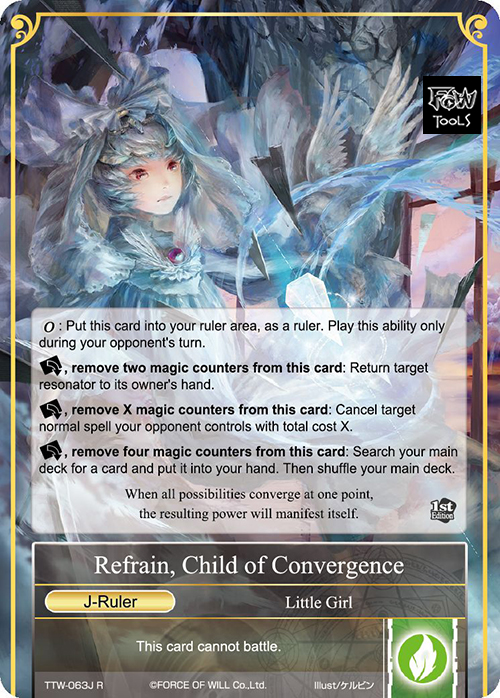 FOW
TOOLS
0 : Put this card into your ruler area, as a ruler. Play this ability only
during your opponent's turn.
, remove two magic counters from this card: Return target
resonator to its owner's hand.
, remove X magic counters from this card: Cancel target
normal spell your opponent controls with total cost X.
, remove four magic counters from this card: Search your main
deck for a card and put it into your hand. Then shuffle your main deck.
When all possibilities converge at one point,
the resulting power will manifest itself.
1st
Edition
Refrain, Child of Convergence
J-Ruler
Little Girl
This card cannot battle.
TTW-063J R
©FORCE OF WILL Co.,Ltd.
Illust/ケルビン